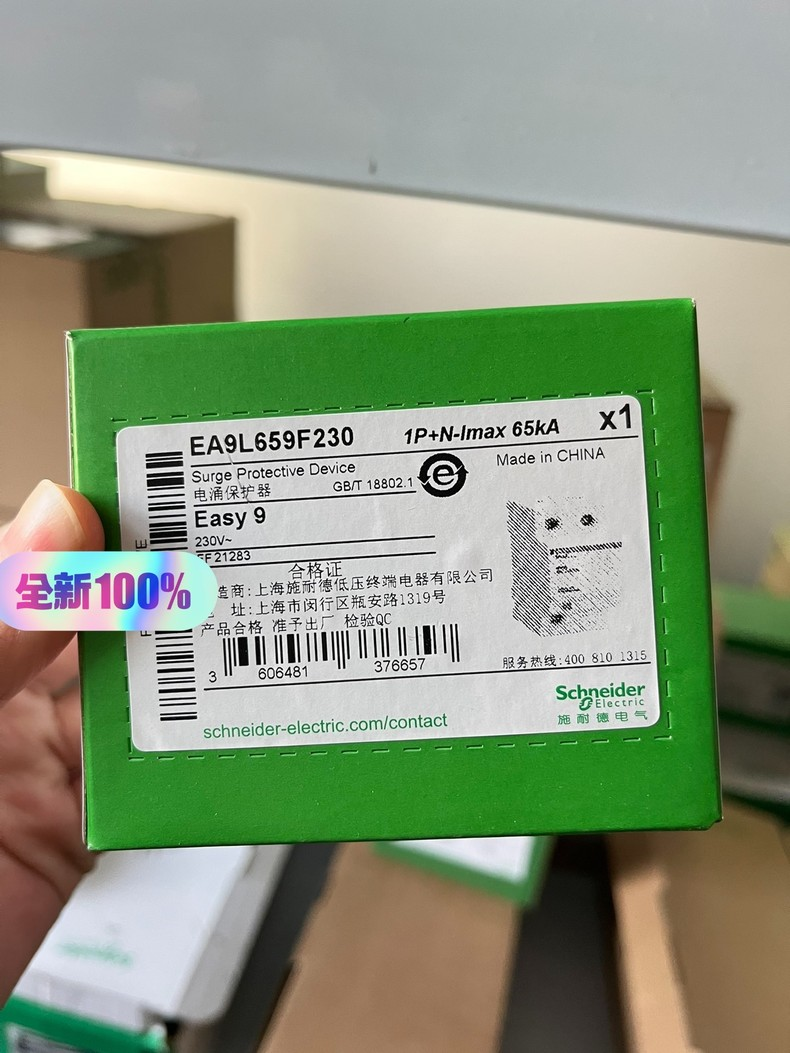 EA9L659F230 1P+N-Imax 65kA x1
Surge Protective Device Made in CHINA
电涌保护器 GB/T 18802.1
Easy 9
230V~
21283
合格证
造商:上海施耐德低压终端电器有限公司
址:上海市闵行区瓶安路1319号
产品合格 准予出厂 检验QC
3 606481 376657
服务热线:400 810 1315
Schneider
Electric
施耐德电气
schneider-electric.com/contact
全新100%